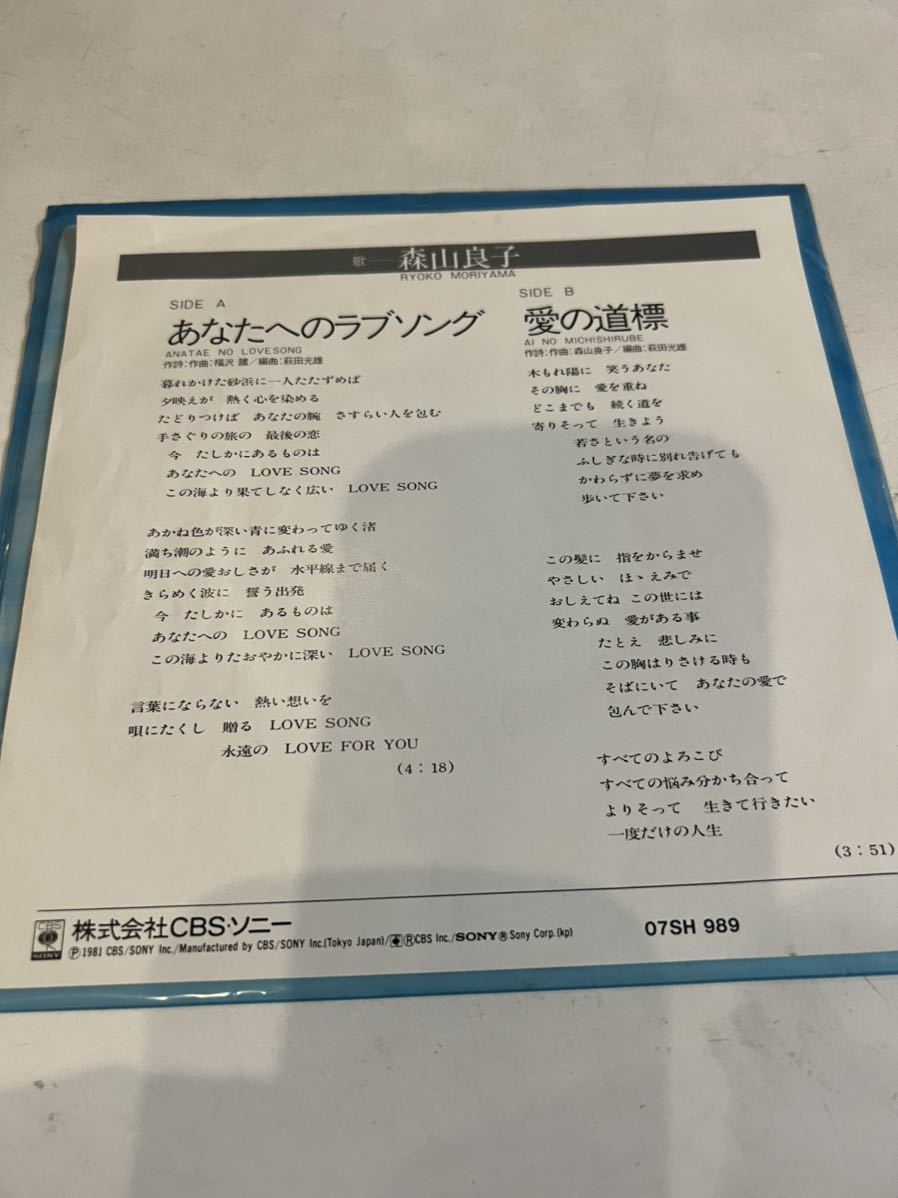 歌━森山良子
RYOKO MORIYAMA
SIDE A
あなたへのラブソング
ANATAE NO LOVESONG
作詩:作曲:福沢 諸/編曲:萩田光雄
暮れかけた砂浜に一人たたずめば
夕映えが 熱く心を染める
たどりつけば あなたの腕 さすらい人を包む
手さぐりの旅の 最後の恋
今 たしかにあるものは
あなたへの LOVE SONG
この海より果てしなく広い LOVE SONG
あかね色が深い青に変わってゆく渚
満ち潮のように あふれる愛
明日への愛おしさが 水平線まで届く
きらめく波に 誓う出発
今 たしかに あるものは
あなたへの LOVE SONG
この海よりたおやかに深い LOVE SONG
言葉にならない 熱い想いを
唄にたくし 贈る LOVE SONG
永遠の LOVE FOR YOU
(4:18)
SIDE B
愛の道標
AI NO MICHISHIRUBE
作詩:作曲:森山良子/編曲:萩田光雄
木もれ陽に 笑うあなた
その胸に 愛を重ね
どこまでも 続く道を
寄りそって 生きよう
若さという名の
ふしぎな時に別れ告げても
かわらずに夢を求め
歩いて下さい
この髪に 指をからませ
やさしい ほゝえみで
おしえてね この世には
変わらぬ 愛がある事
たとえ 悲しみに
この胸はりさける時も
そばにいて あなたの愛で
包んで下さい
すべてのよろこび
すべての悩み分かち合って
よりそって 生きて行きたい
一度だけの人生
(3:51)
CBS
SONY
株式会社CBS・ソニー
℗1981 CBS/SONY Inc./Manufactured by CBS/SONY Inc.(Tokyo Japan)/®CBS Inc./SONY® Sony Corp.(kp)
07SH 989